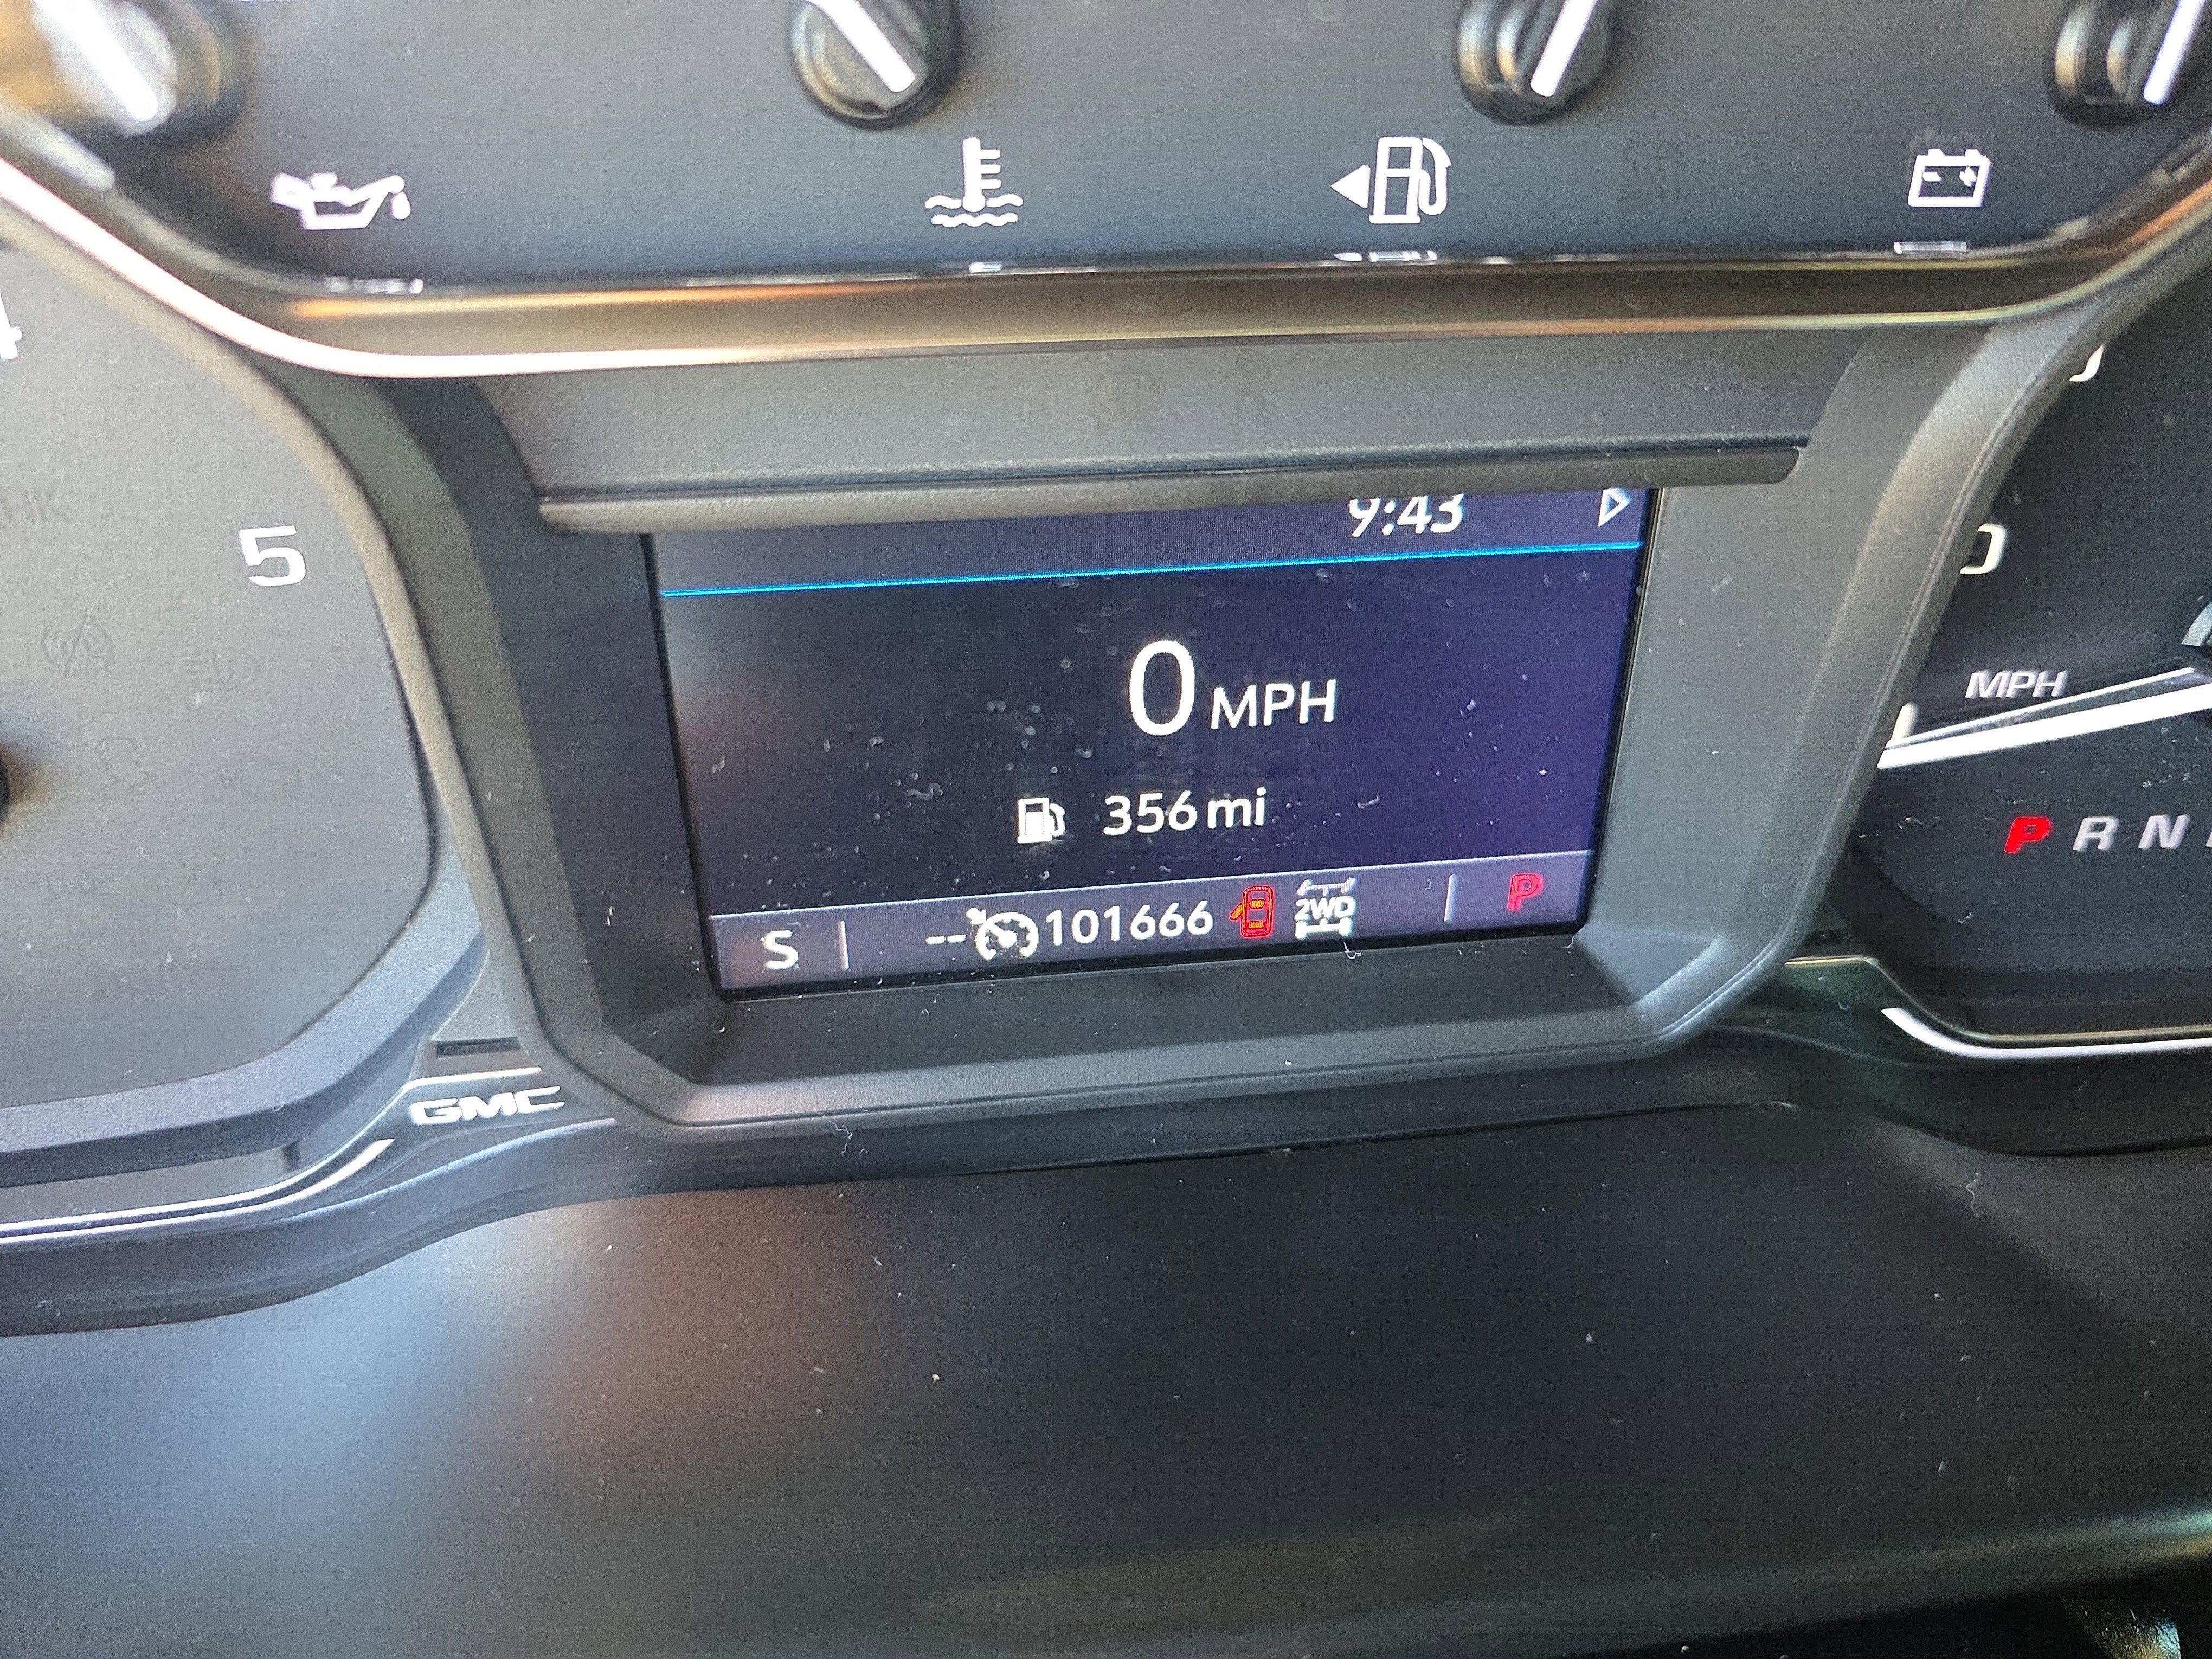 9:43
5
0 MPH
MPH
356 mi
P R N
S -- 101666 2WD P
GMC